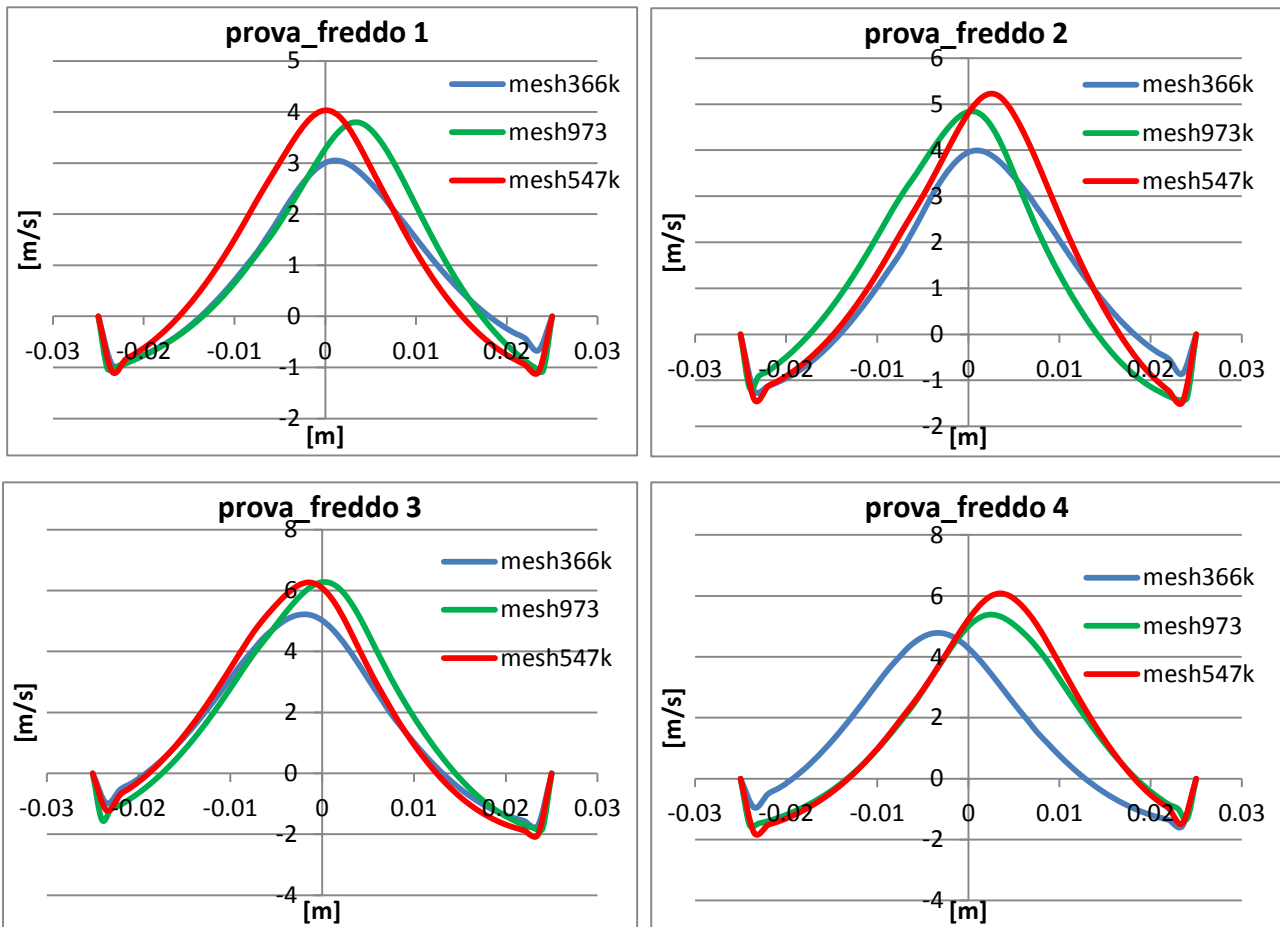 prova_freddo 1
5
4
3
2
1
0
-1
-2
-0.03
-0.02
-0.01
0
0.01
0.02
0.03
[m/s]
[m]
mesh366k
mesh973
mesh547k
prova_freddo 2
6
5
4
3
2
1
0
-1
-2
-0.03
-0.02
-0.01
0
0.01
0.02
0.03
[m/s]
[m]
mesh366k
mesh973k
mesh547k
prova_freddo 3
8
6
4
2
0
-2
-4
-0.03
-0.02
-0.01
0
0.01
0.02
0.03
[m/s]
[m]
mesh366k
mesh973
mesh547k
prova_freddo 4
8
6
4
2
0
-2
-4
-0.03
-0.02
-0.01
0
0.01
0.02
0.03
[m/s]
[m]
mesh366k
mesh973
mesh547k